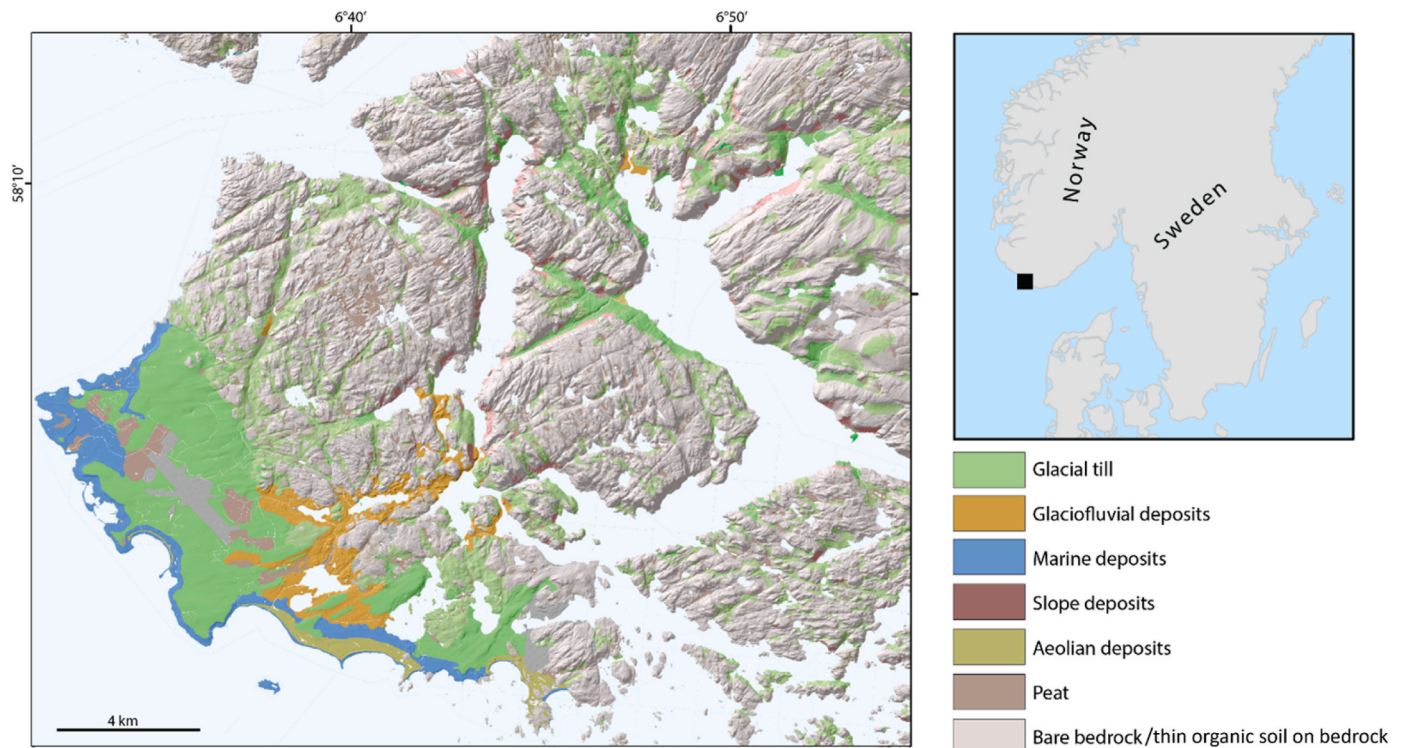 6°40′
6°50′
58°10′
4 km
Norway
Sweden
Glacial till
Glaciofluvial deposits
Marine deposits
Slope deposits
Aeolian deposits
Peat
Bare bedrock/thin organic soil on bedrock